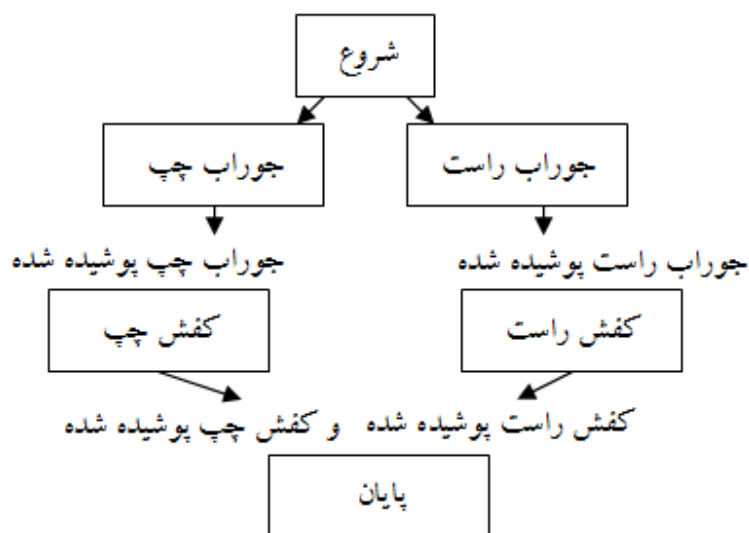 شروع
جوراب راست
جوراب چپ
جوراب راست پوشیده شده
جوراب چپ پوشیده شده
کفش راست
کفش چپ
کفش راست پوشیده شده و کفش چپ پوشیده شده
پایان